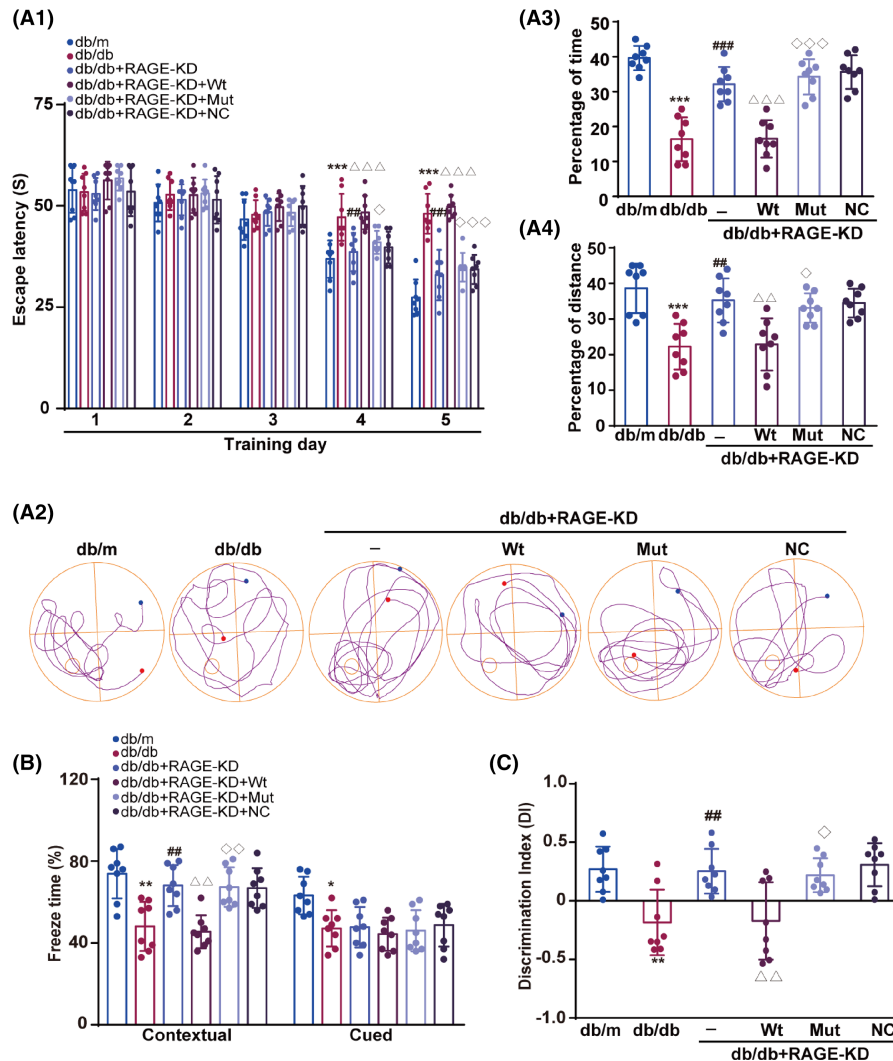 (A1)
db/m
db/db
db/db+RAGE-KD
db/db+RAGE-KD+Wt
db/db+RAGE-KD+Mut
db/db+RAGE-KD+NC
Escape latency (S)
75
50
25
0
*** △△△ ## ◇
*** △△△ ### ◇◇◇
1 2 3 4 5
Training day
(A3)
Percentage of time
50
40
30
20
10
0
*** ### △△△ ◇◇◇
db/m db/db – Wt Mut NC
db/db+RAGE-KD
(A4)
Percentage of distance
50
40
30
20
10
0
*** ## △△ ◇
db/m db/db – Wt Mut NC
db/db+RAGE-KD
(A2)
db/db+RAGE-KD
db/m db/db – Wt Mut NC
(B)
db/m
db/db
db/db+RAGE-KD
db/db+RAGE-KD+Wt
db/db+RAGE-KD+Mut
db/db+RAGE-KD+NC
Freeze time (%)
120
80
40
0
** ## △△ ◇◇ *
Contextual Cued
(C)
Discrimination Index (DI)
1.0
0.5
0
-0.5
-1.0
** ## △△ ◇
db/m db/db – Wt Mut NC
db/db+RAGE-KD